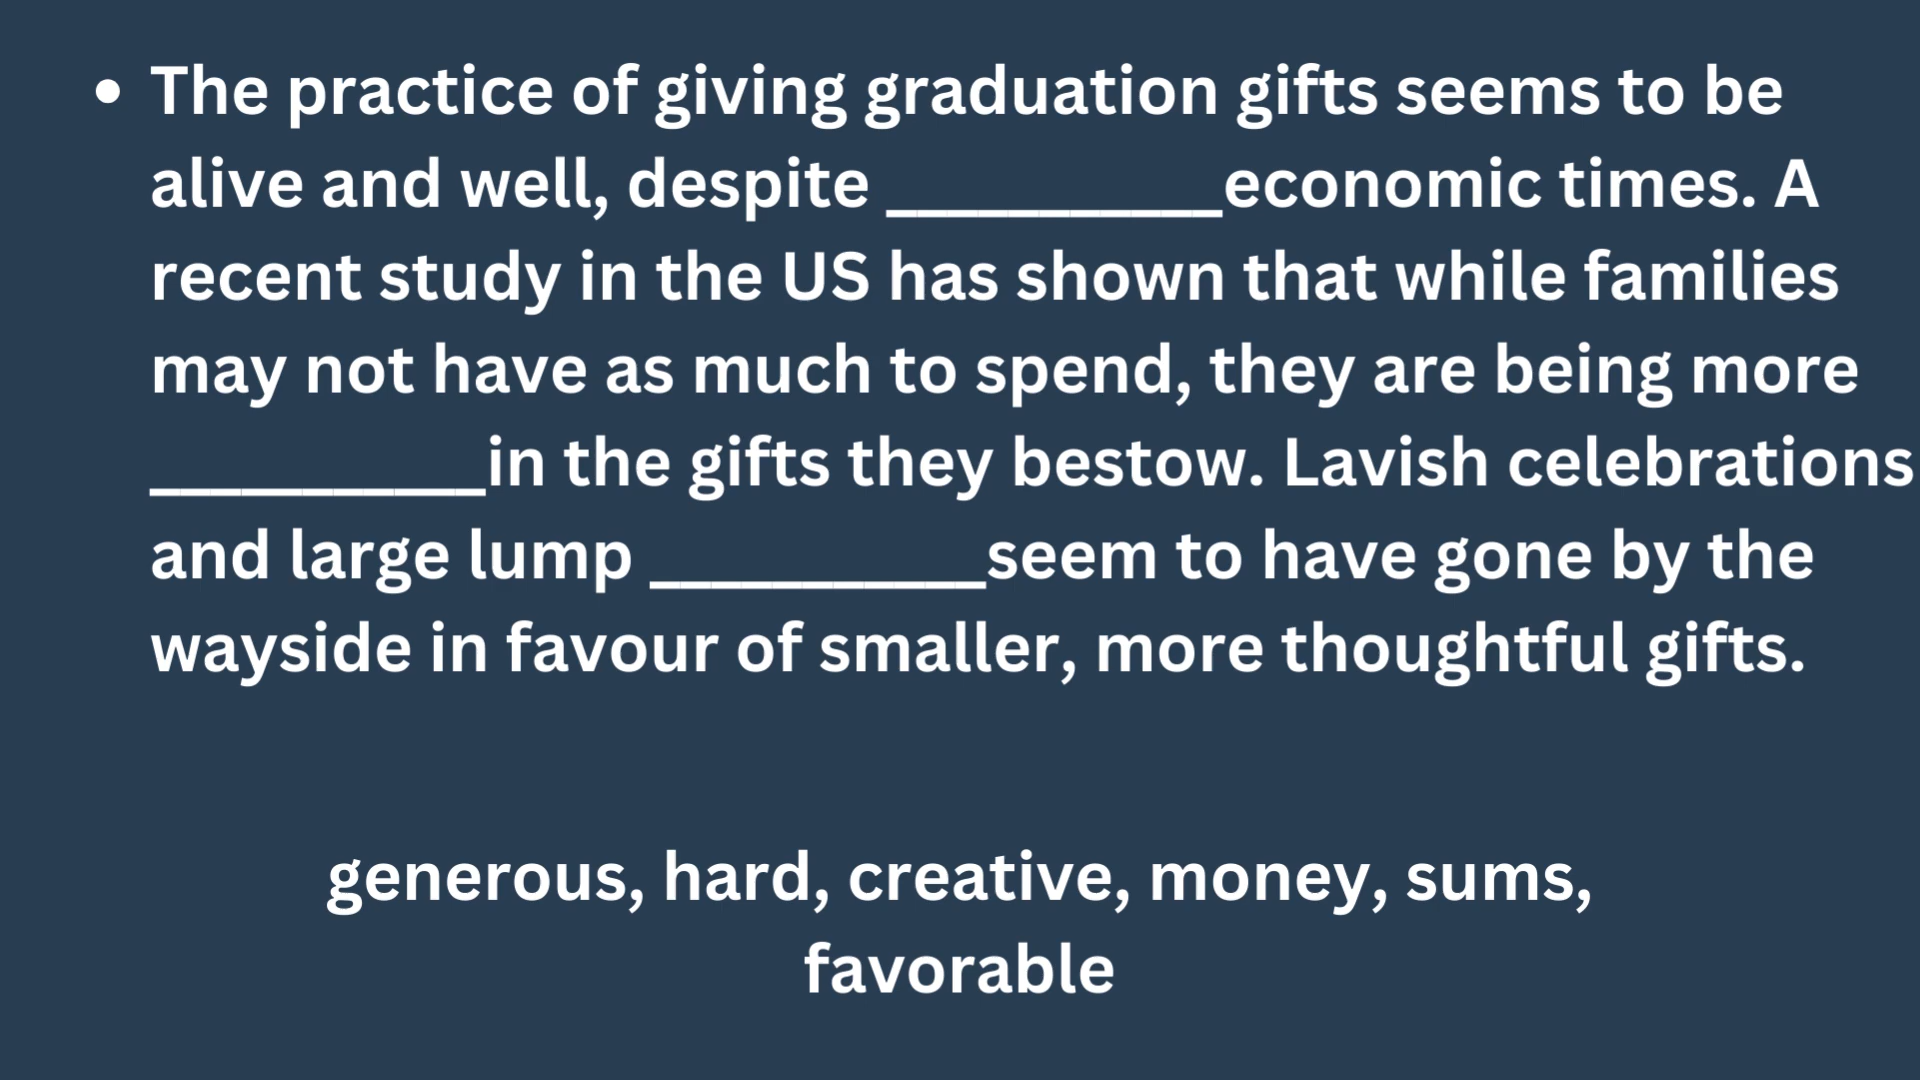 • The practice of giving graduation gifts seems to be
alive and well, despite ___________economic times. A
recent study in the US has shown that while families
may not have as much to spend, they are being more
___________in the gifts they bestow. Lavish celebrations
and large lump ___________seem to have gone by the
wayside in favour of smaller, more thoughtful gifts.
generous, hard, creative, money, sums,
favorable